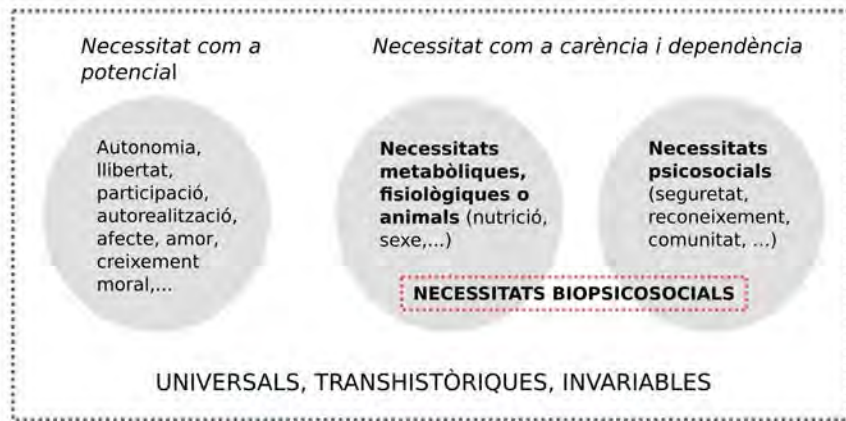 Necessitat com a
potencial
Necessitat com a carència i dependència
Autonomia,
llibertat,
participació,
autorealització,
afecte, amor,
creixement
moral,...
Necessitats
metabòliques,
fisiològiques o
animals (nutrició,
sexe,...)
Necessitats
psicosocials
(seguretat,
reconeixement,
comunitat, ...)
NECESSITATS BIOPSICOSOCIALS
UNIVERSALS, TRANSHISTÒRIQUES, INVARIABLES